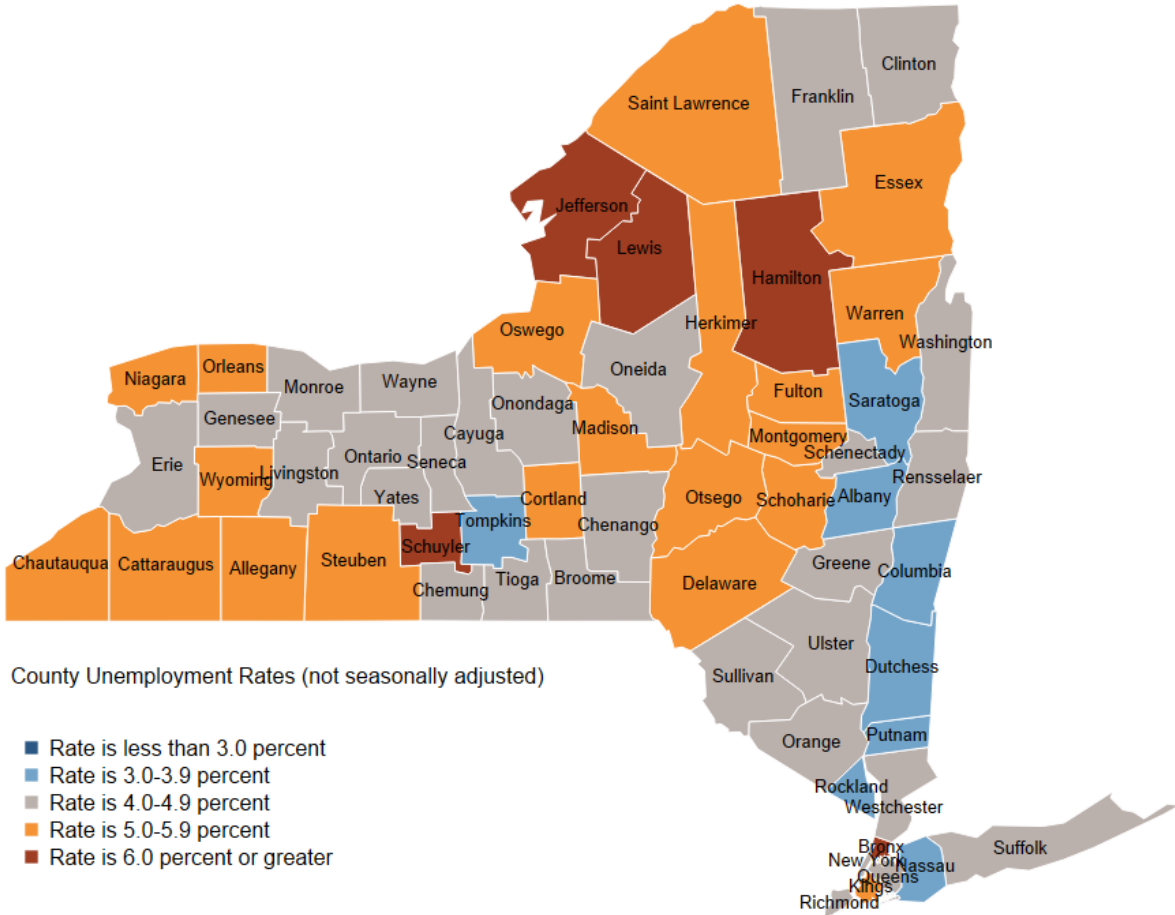 Clinton
Franklin
Saint Lawrence
Essex
Jefferson
Lewis
Hamilton
Warren
Herkimer
Oswego
Washington
Oneida
Orleans
Niagara
Wayne
Monroe
Fulton
Saratoga
Onondaga
Genesee
Madison
Cayuga
Montgomery
Schenectady
Ontario
Seneca
Erie
Livingston
Wyoming
Rensselaer
Albany
Yates
Otsego
Cortland
Schoharie
Tompkins
Chenango
Schuyler
Steuben
Chautauqua
Cattaraugus
Allegany
Greene
Columbia
Tioga
Broome
Delaware
Chemung
Ulster
Dutchess
Sullivan
County Unemployment Rates (not seasonally adjusted)
Putnam
Orange
Rate is less than 3.0 percent
Rate is 3.0-3.9 percent
Rate is 4.0-4.9 percent
Rate is 5.0-5.9 percent
Rate is 6.0 percent or greater
Rockland
Westchester
Bronx
Suffolk
New York
Nassau
Queens
Kings
Richmond